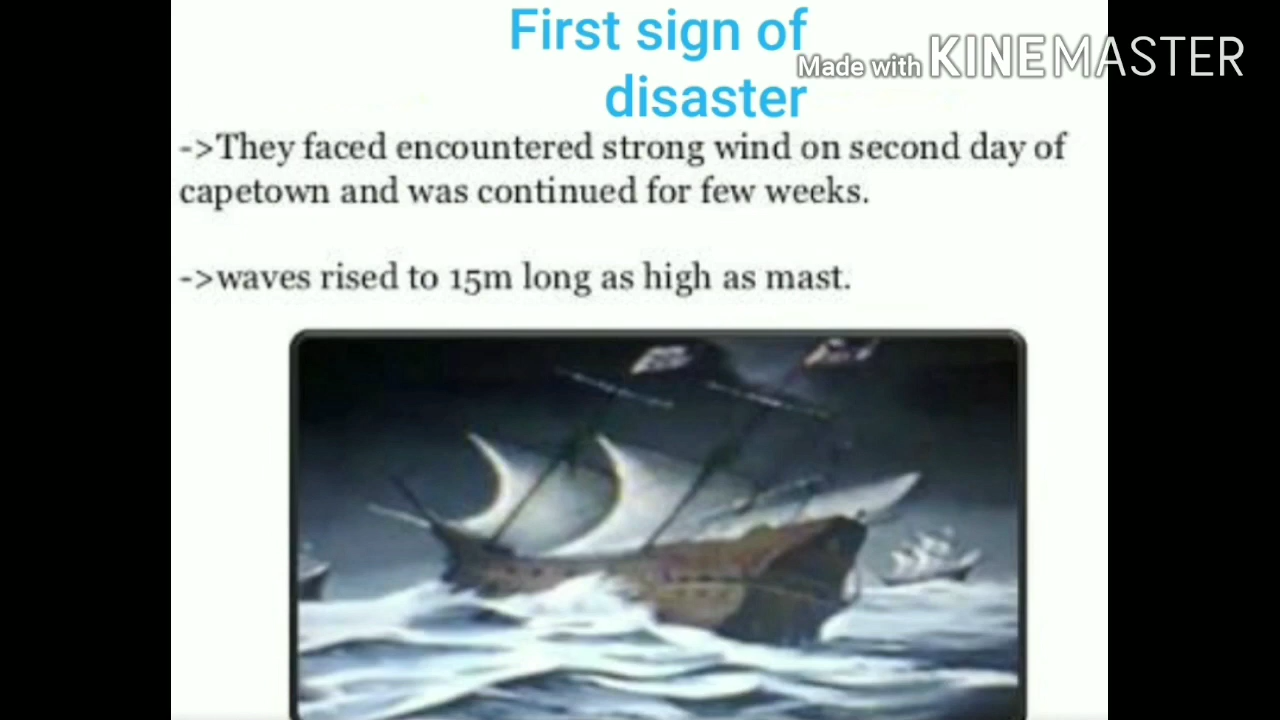 First sign of
Made with KINEMASTER
disaster
->They faced encountered strong wind on second day of
capetown and was continued for few weeks.
->waves rised to 15m long as high as mast.